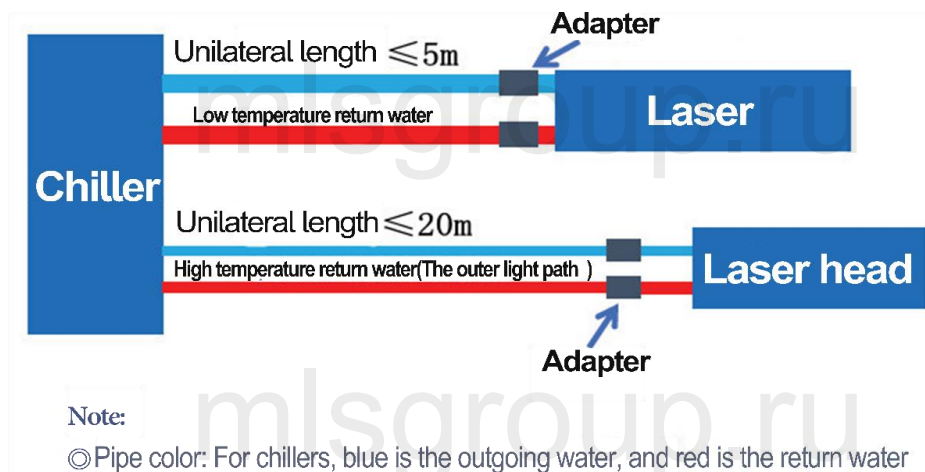 Adapter
Unilateral length ≤5m
Laser
Low temperature return water
Chiller
Unilateral length ≤20m
High temperature return water(The outer light path )
Laser head
Adapter
mlsgroup.ru
mlsgroup.ru
Note:
◎Pipe color: For chillers, blue is the outgoing water, and red is the return water